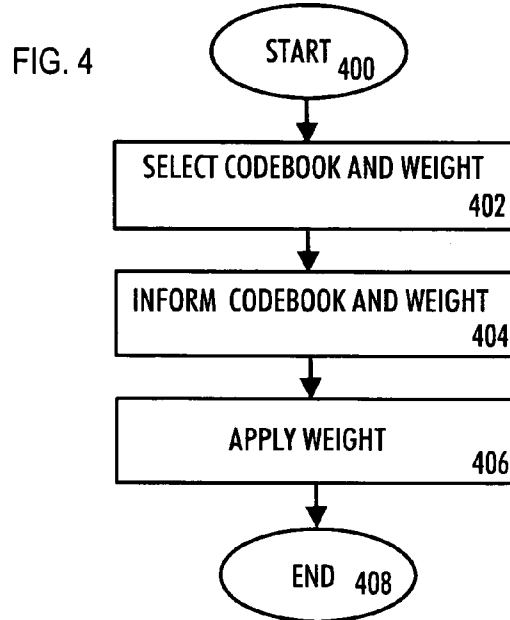 FIG. 4
START 400
SELECT CODEBOOK AND WEIGHT
402
INFORM CODEBOOK AND WEIGHT
404
APPLY WEIGHT
406
END 408